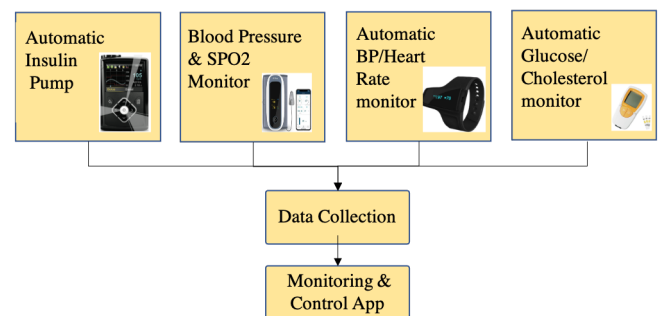 Automatic
Insulin
Pump
Blood Pressure
& SPO2
Monitor
Automatic
BP/Heart
Rate
monitor
Automatic
Glucose/
Cholesterol
monitor
Data Collection
Monitoring &
Control App